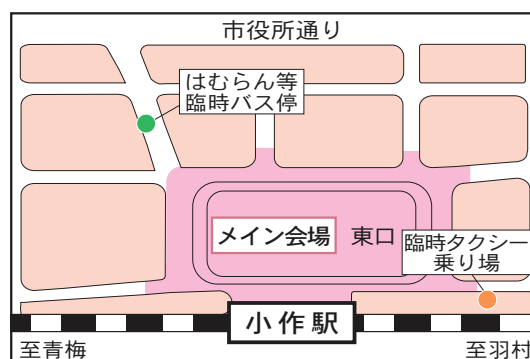 市役所通り
はむらん等
臨時バス停
メイン会場
東口
臨時タクシー
乗り場
小作駅
至青梅
至羽村